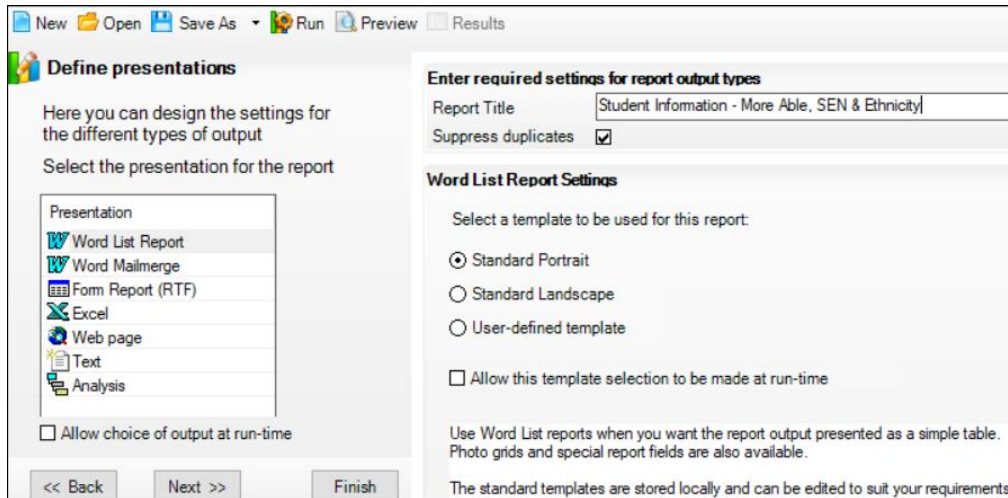 New Open Save As Run Preview Results
Define presentations
Here you can design the settings for
the different types of output
Select the presentation for the report
Presentation
Word List Report
Word Mailmerge
Form Report (RTF)
Excel
Web page
Text
Analysis
Allow choice of output at run-time
<< Back Next >> Finish
Enter required settings for report output types
Report Title Student Information - More Able, SEN & Ethnicity
Suppress duplicates
Word List Report Settings
Select a template to be used for this report:
Standard Portrait
Standard Landscape
User-defined template
Allow this template selection to be made at run-time
Use Word List reports when you want the report output presented as a simple table.
Photo grids and special report fields are also available.
The standard templates are stored locally and can be edited to suit your requirements